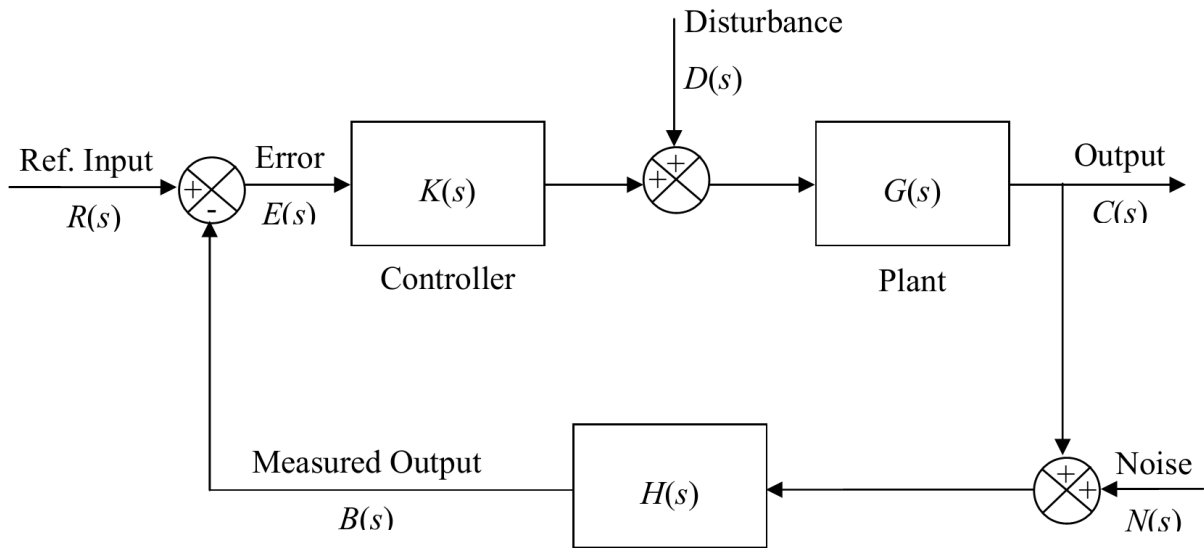 Disturbance
D(s)
Ref. Input
R(s)
+
-
Error
E(s)
K(s)
Controller
+
+
G(s)
Plant
Output
C(s)
Measured Output
B(s)
H(s)
+
+
Noise
N(s)